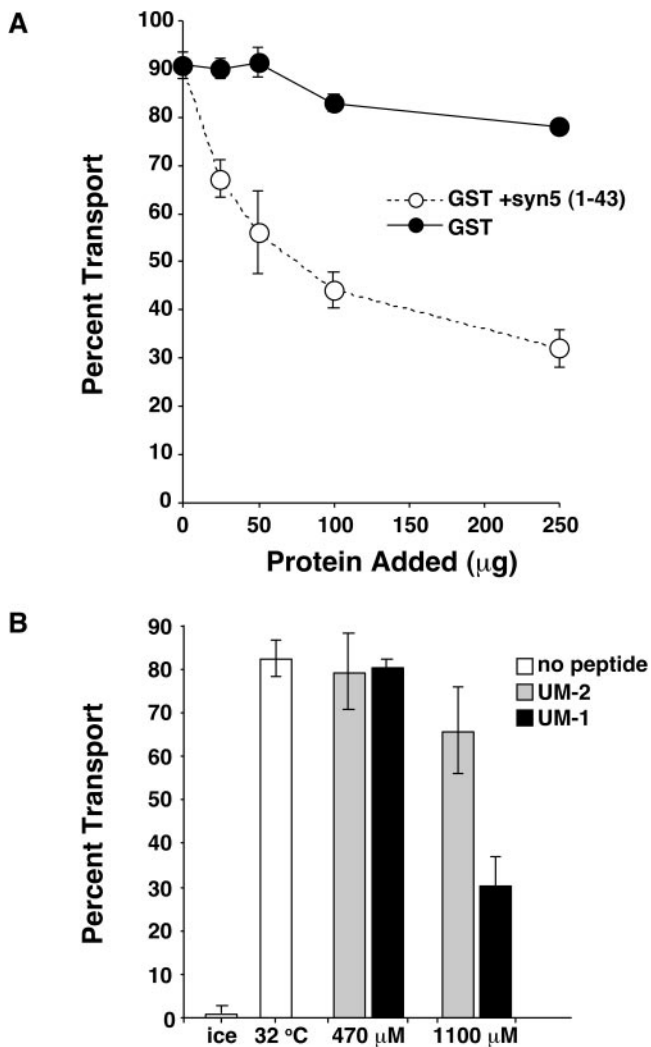 A
Percent Transport
100
90
80
70
60
50
40
30
20
10
0
GST +syn5 (1-43)
GST
0 50 100 150 200 250
Protein Added (μg)
B
Percent Transport
90
80
70
60
50
40
30
20
10
0
no peptide
UM-2
UM-1
ice 32 °C 470 μM 1100 μM